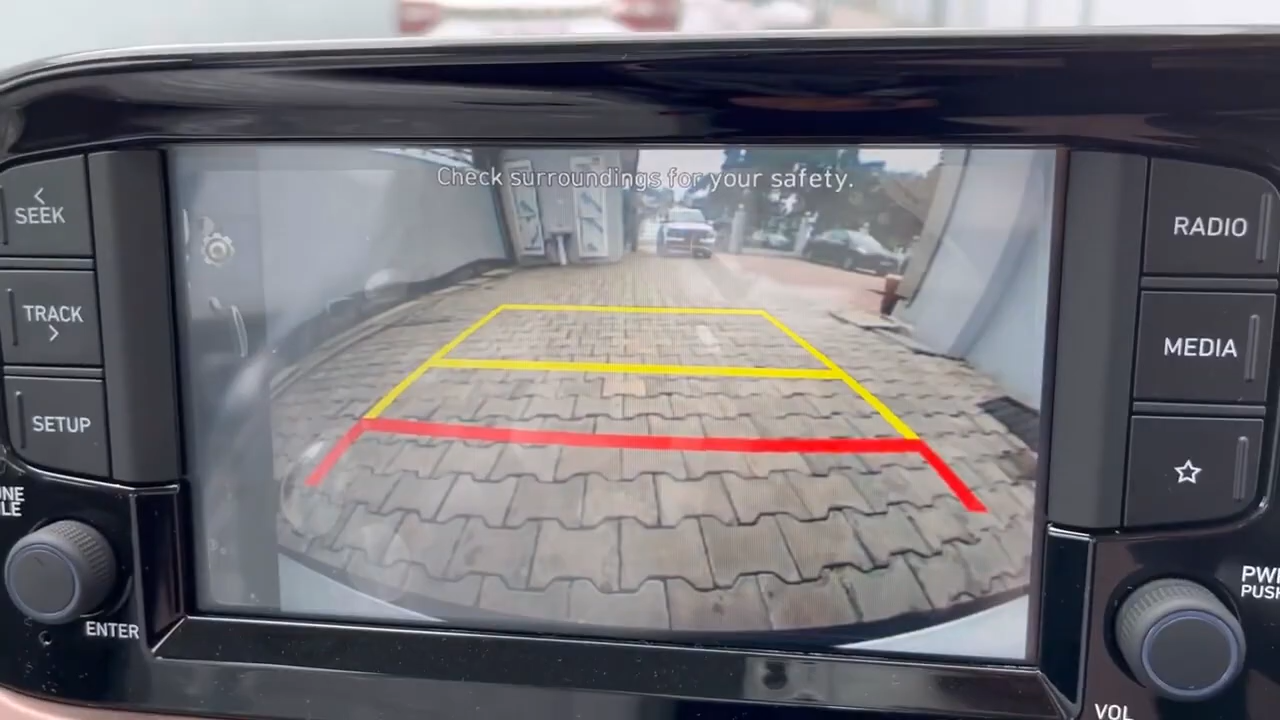 Check surroundings for your safety.
SEEK
TRACK
SETUP
ENTER
RADIO
MEDIA
VOL